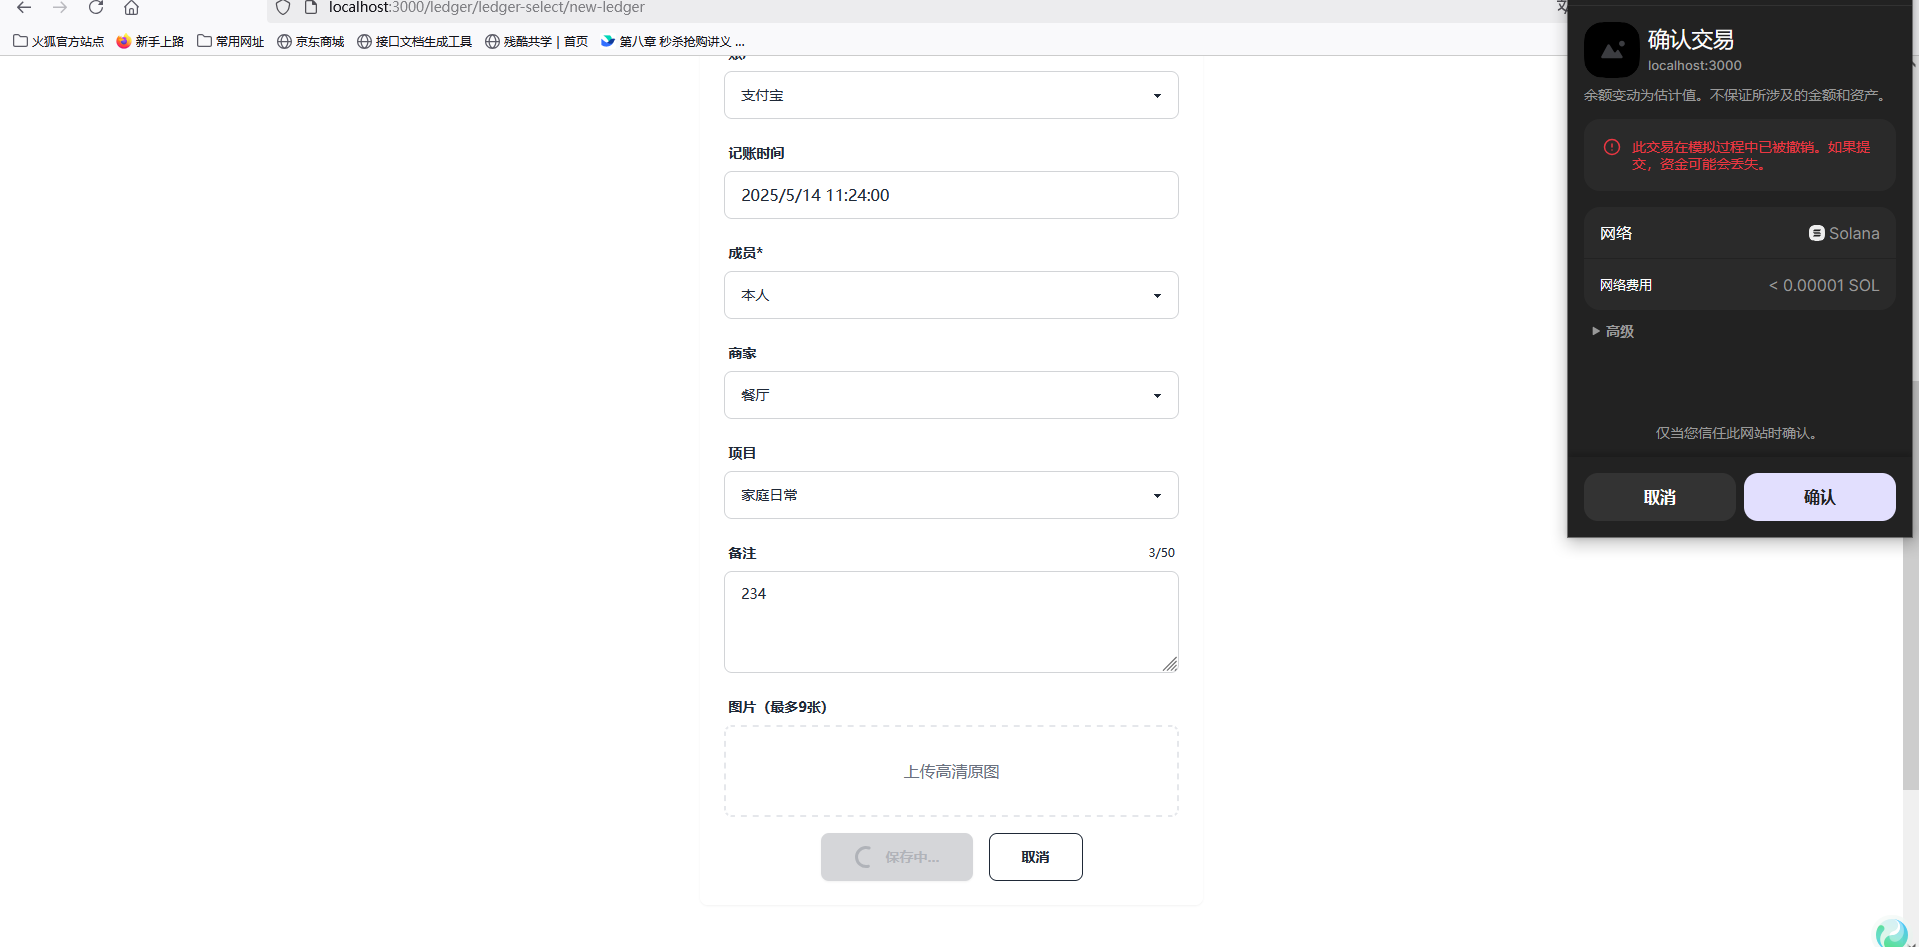 localhost:3000/ledger/ledger-select/new-ledger
火狐官方站点 新手上路 常用网址 京东商城 接口文档生成工具 残酷共学 | 首页 第八章 秒杀抢购讲义 ...
支付宝
记账时间
2025/5/14 11:24:00
成员*
本人
商家
餐厅
项目
家庭日常
备注 3/50
234
图片（最多9张）
上传高清原图
保存中...
取消
确认交易
localhost:3000
余额变动为估计值。不保证所涉及的金额和资产。
此交易在模拟过程中已被撤销。如果提
交，资金可能会丢失。
网络 Solana
网络费用 < 0.00001 SOL
高级
仅当您信任此网站时确认。
取消 确认